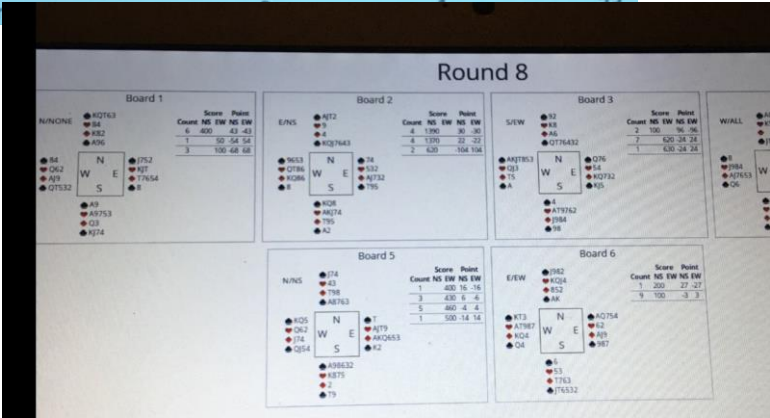 Round 8
Board 1
N/NONE
KQT63
84
K82
A96
Score Point
Count NS EW NS EW
6 400 43 -43
1 50 -54 54
3 100 -68 68
84
Q62
AJ9
QT532
N
W E
S
J752
KJT
T7654
8
A9
A9753
Q3
KJ74
Board 2
E/NS
AJT2
9
4
KQJ7643
Score Point
Count NS EW NS EW
4 1390 30 -30
4 1370 22 -22
2 620 -104 104
9653
QT86
KQ86
8
N
W E
S
74
532
AJ732
T95
KQ8
AKJ74
T95
A2
Board 3
S/EW
92
K8
A6
QT76432
Score Point
Count NS EW NS EW
2 100 96 -96
7 620 -24 24
1 630 -24 24
AKJT853
QJ3
T5
A
N
W E
S
Q76
54
KQ732
KJ5
4
AT9762
J984
98
W/ALL
8
J984
AJ7653
Q6
W
Board 5
N/NS
J74
43
T98
A8763
Score Point
Count NS EW NS EW
1 400 16 -16
3 430 6 -6
5 460 -4 4
1 500 -14 14
KQ5
Q62
J74
QJ54
N
W E
S
T
AJT9
AKQ653
K2
A98632
K875
2
T9
Board 6
E/EW
J982
KQJ4
852
AK
Score Point
Count NS EW NS EW
1 200 27 -27
9 100 -3 3
KT3
KQ4
Q4
N
W E
S
AQ754
62
AJ9
987
6
53
T763
JT6532